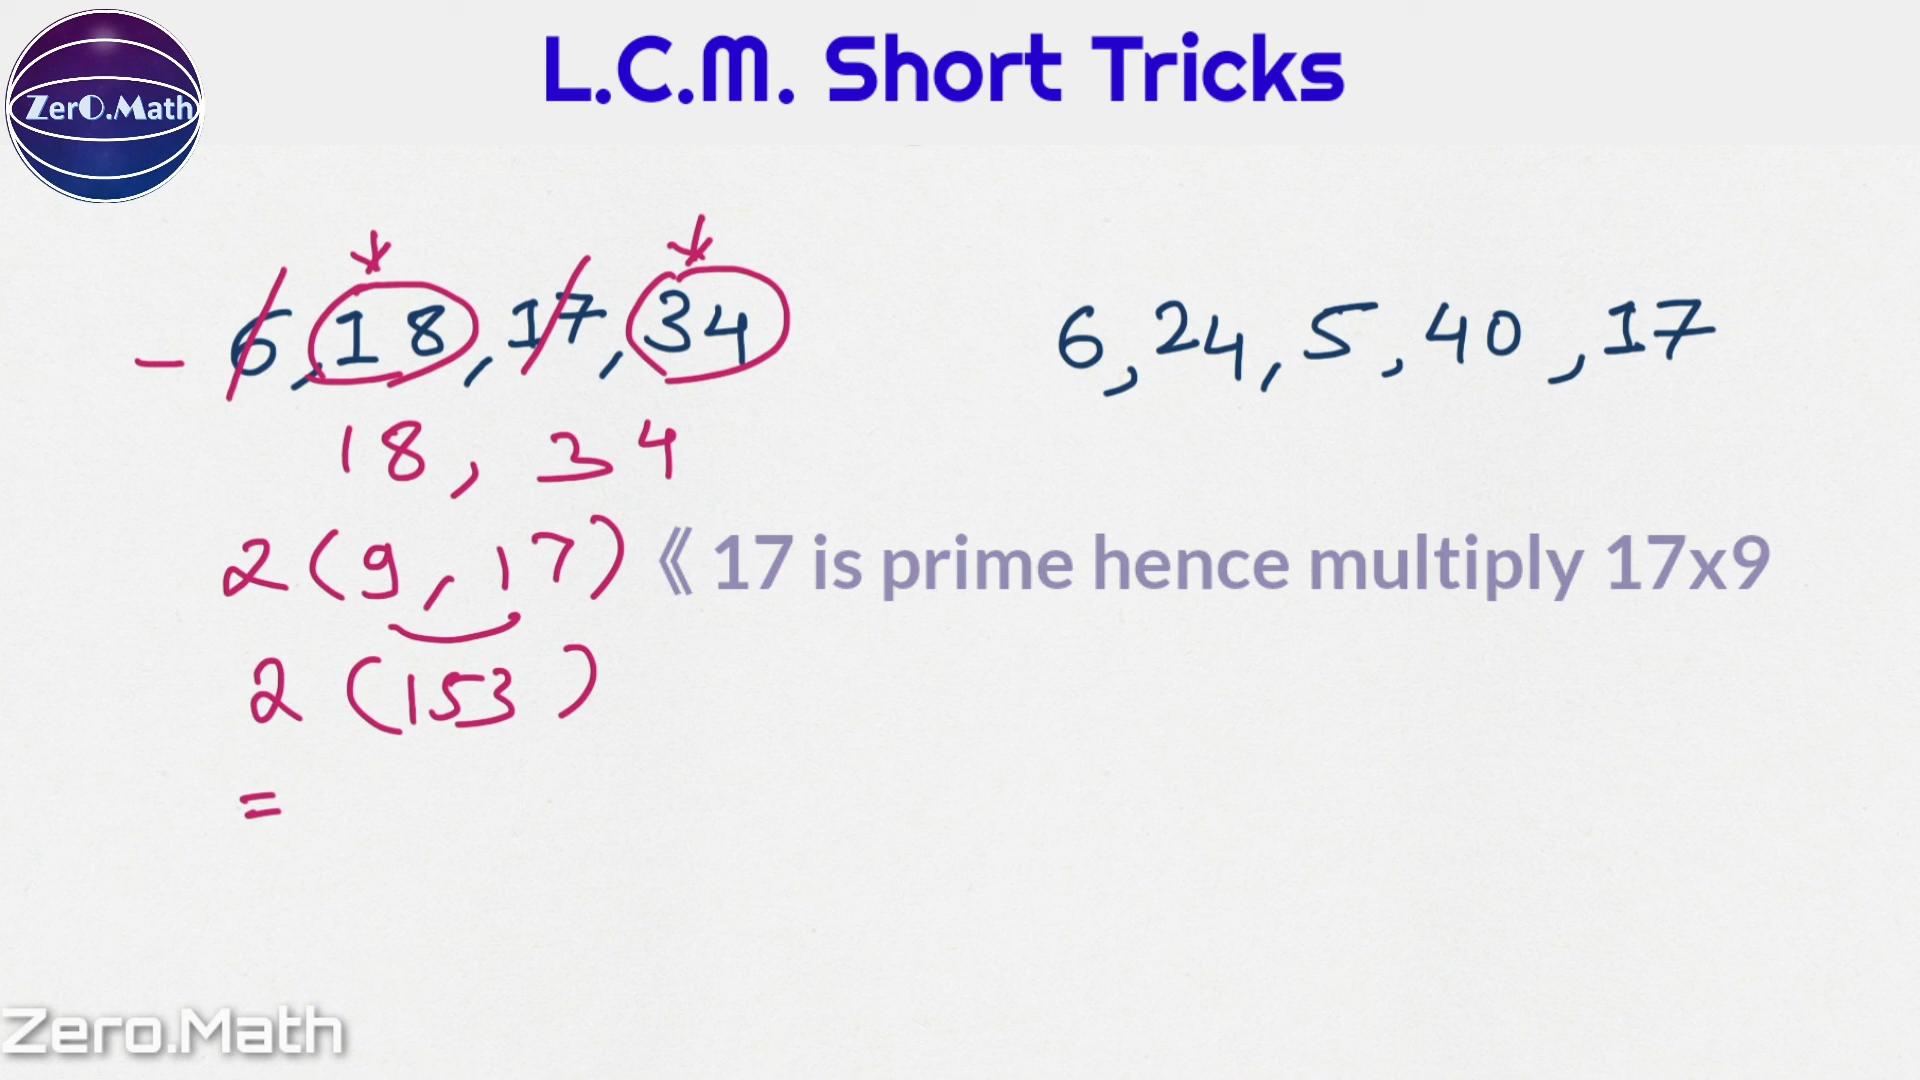 L.C.M. Short Tricks
ZerO.Math
- 6, 18, 17, 34
6, 24, 5, 40, 17
18, 34
2 (9, 17) 《 17 is prime hence multiply 17x9
2 (153)
=
Zero.Math